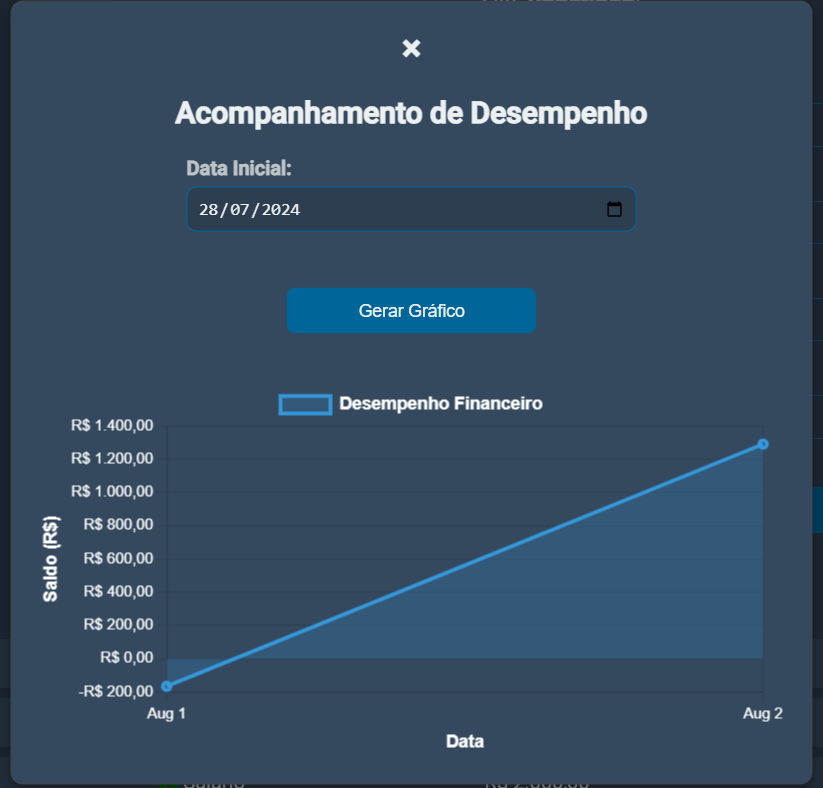 ×
Acompanhamento de Desempenho
Data Inicial:
28/07/2024
Gerar Gráfico
Desempenho Financeiro
R$ 1.400,00
R$ 1.200,00
R$ 1.000,00
R$ 800,00
R$ 600,00
R$ 400,00
R$ 200,00
R$ 0,00
-R$ 200,00
Saldo (R$)
Aug 1
Aug 2
Data